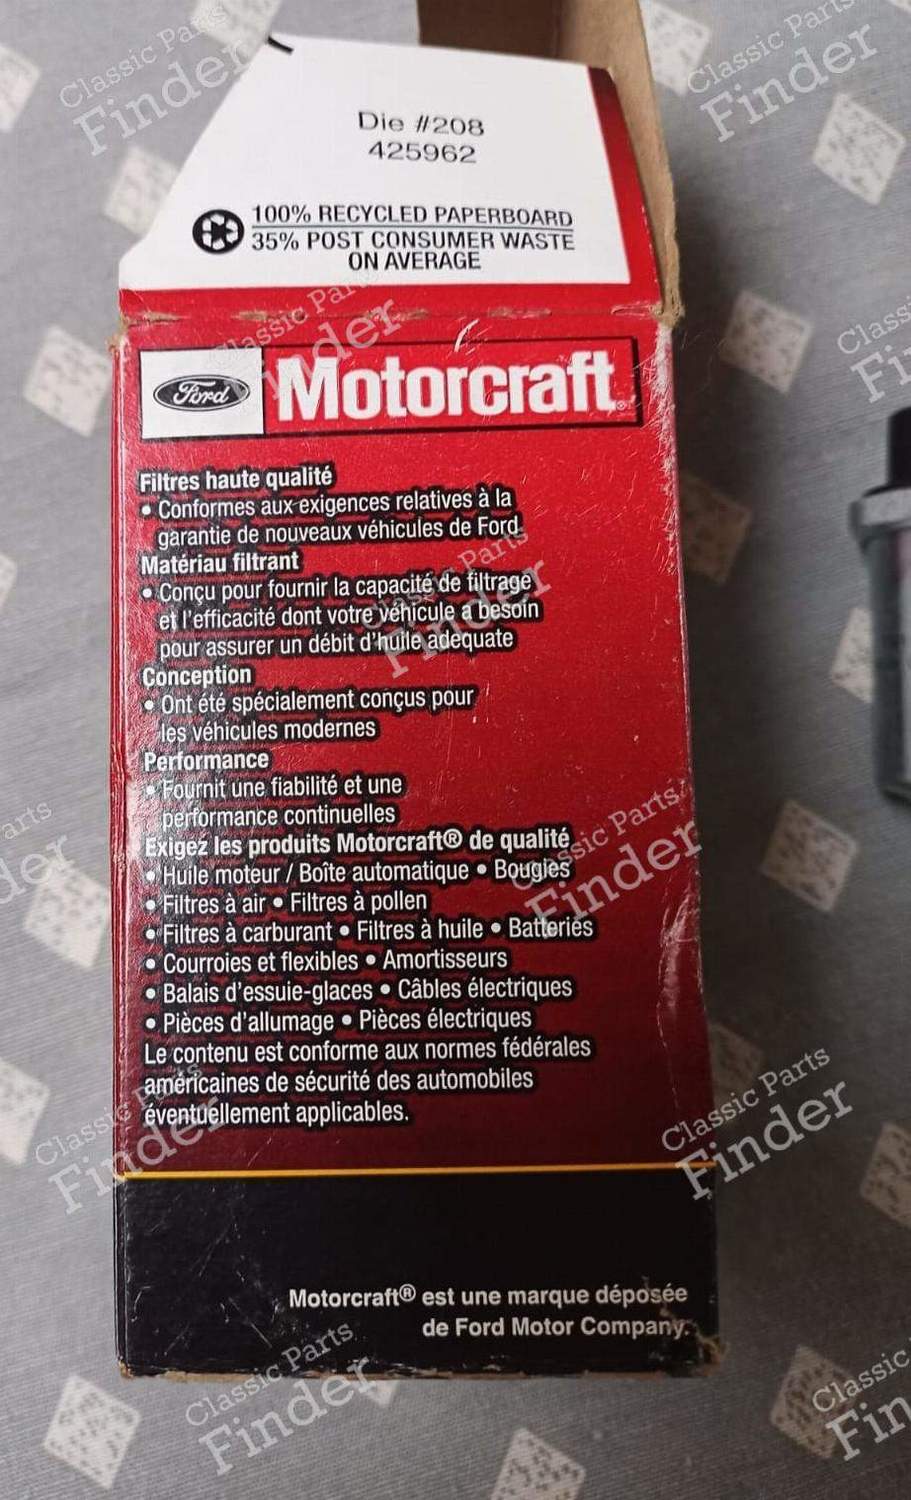 Die #208
425962
100% RECYCLED PAPERBOARD
35% POST CONSUMER WASTE
ON AVERAGE
Ford Motorcraft®
Filtres haute qualité
• Conformes aux exigences relatives à la
garantie de nouveaux véhicules de Ford
Matériau filtrant
• Conçu pour fournir la capacité de filtrage
et l'efficacité dont votre véhicule a besoin
pour assurer un débit d'huile adequate
Conception
• Ont été spécialement conçus pour
les véhicules modernes
Performance
• Fournit une fiabilité et une
performance continuelles
Exigez les produits Motorcraft® de qualité
• Huile moteur / Boîte automatique • Bougies
• Filtres à air • Filtres à pollen
• Filtres à carburant • Filtres à huile • Batteries
• Courroies et flexibles • Amortisseurs
• Balais d'essuie-glaces • Câbles électriques
• Pièces d'allumage • Pièces électriques
Le contenu est conforme aux normes fédérales
américaines de sécurité des automobiles
éventuellement applicables.
Motorcraft® est une marque déposée
de Ford Motor Company.
Classic Parts
Finder